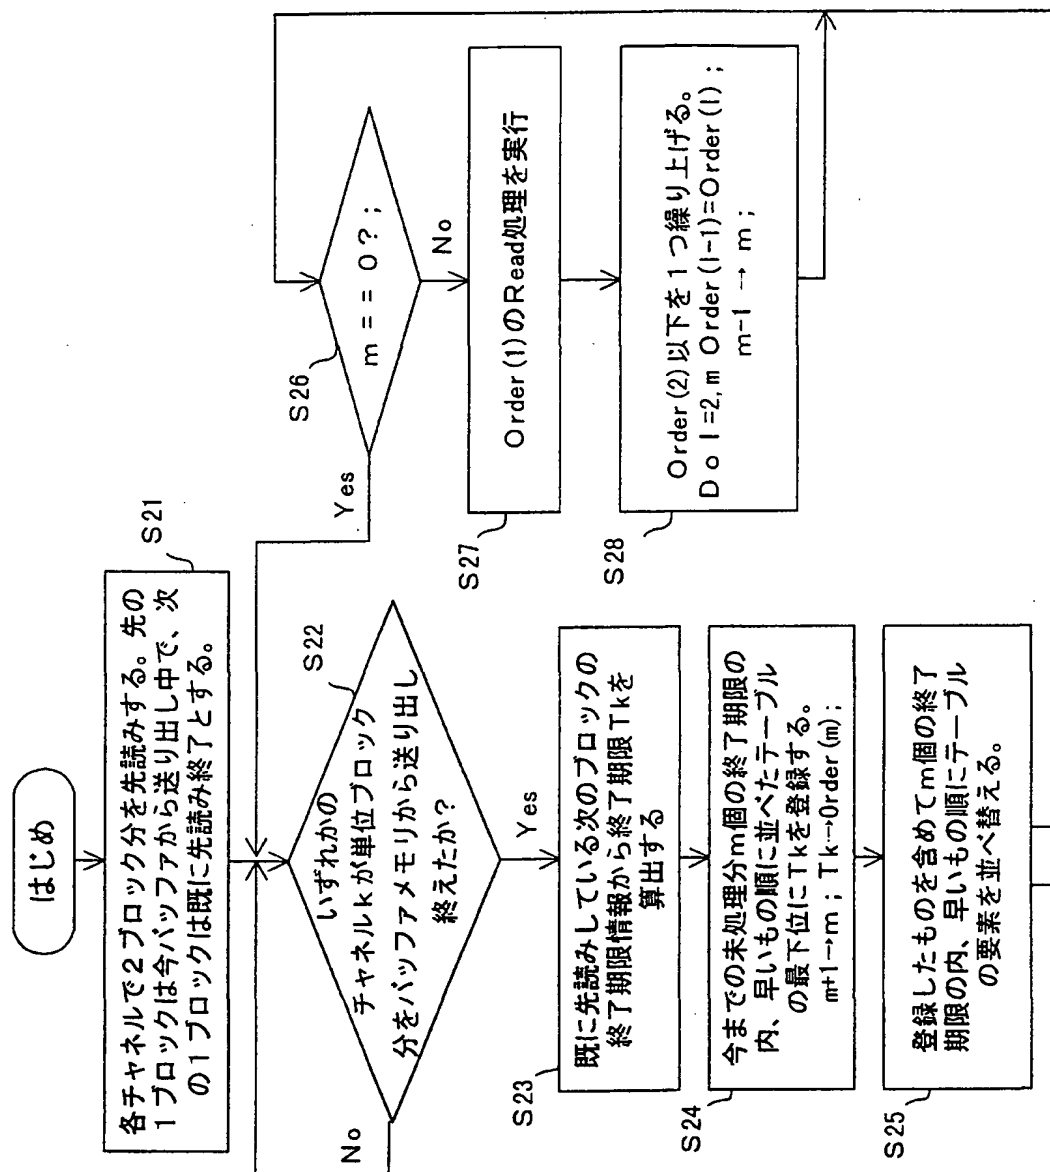 はじめ
S21
各チャネルで2ブロック分を先読みする。先の
1ブロックは今バッファから送り出し中で、次
の1ブロックは既に先読み終了とする。
S22
いずれかの
チャネルkが単位ブロック
分をバッファメモリから送り出し
終えたか?
No
Yes
S23
既に先読みしている次のブロックの
終了期限情報から終了期限Tkを
算出する
S24
今までの未処理分m個の終了期限の
内、早いもの順に並べたテーブル
の最下位にTkを登録する。
m+1→m; Tk→Order(m);
S25
登録したものを含めてm個の終了
期限の内、早いもの順にテーブル
の要素を並べ替える。
S26
m==0?;
Yes
No
S27
Order(1)のRead処理を実行
S28
Order(2)以下を1つ繰り上げる。
Do l=2,m Order(l-1)=Order(l);
m-1→m;